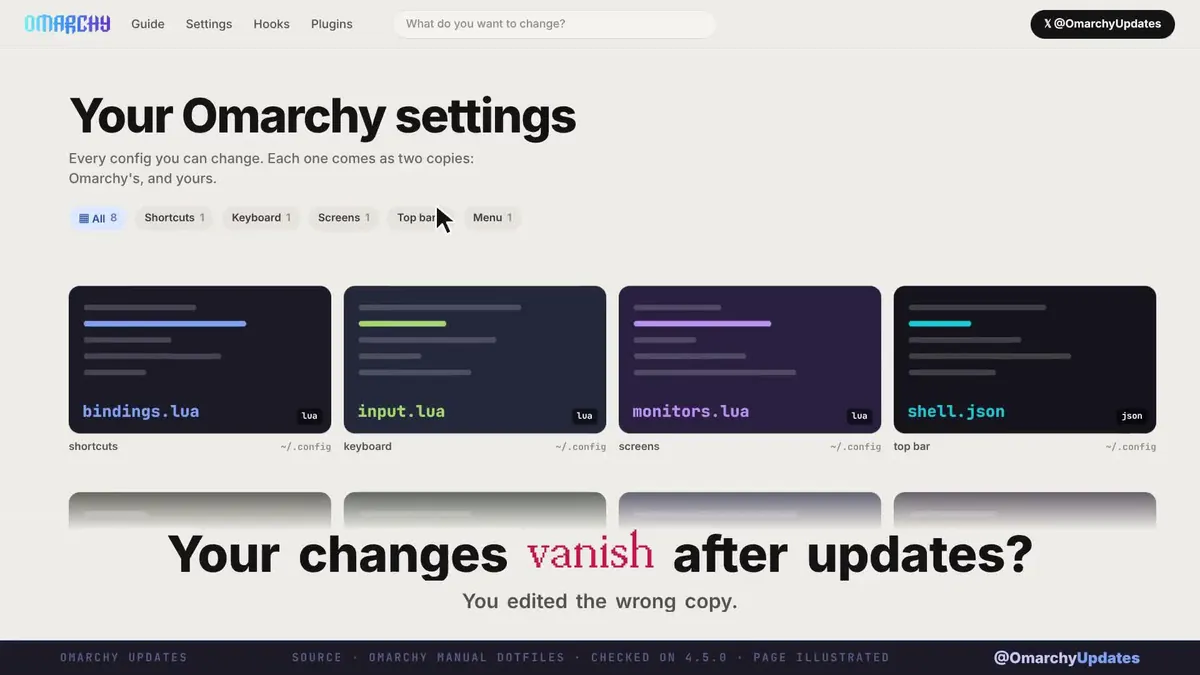 OMARCHY Guide Settings Hooks Plugins What do you want to change? 𝕏 @OmarchyUpdates
Your Omarchy settings
Every config you can change. Each one comes as two copies:
Omarchy's, and yours.
All 8 Shortcuts 1 Keyboard 1 Screens 1 Top bar Menu 1
bindings.lua lua input.lua lua monitors.lua lua shell.json json
shortcuts ~/.config keyboard ~/.config screens ~/.config top bar ~/.config
Your changes vanish after updates?
You edited the wrong copy.
OMARCHY UPDATES SOURCE · OMARCHY MANUAL DOTFILES · CHECKED ON 4.5.0 · PAGE ILLUSTRATED @OmarchyUpdates